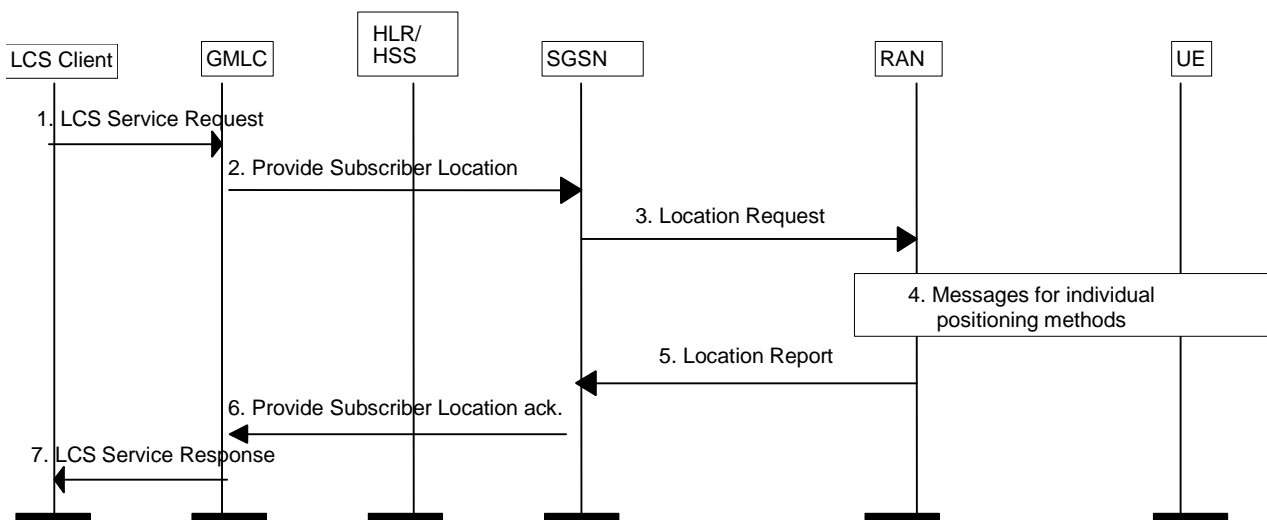 HLR/
HSS
LCS Client
GMLC
SGSN
RAN
UE
1. LCS Service Request
2. Provide Subscriber Location
3. Location Request
4. Messages for individual
positioning methods
5. Location Report
6. Provide Subscriber Location ack.
7. LCS Service Response